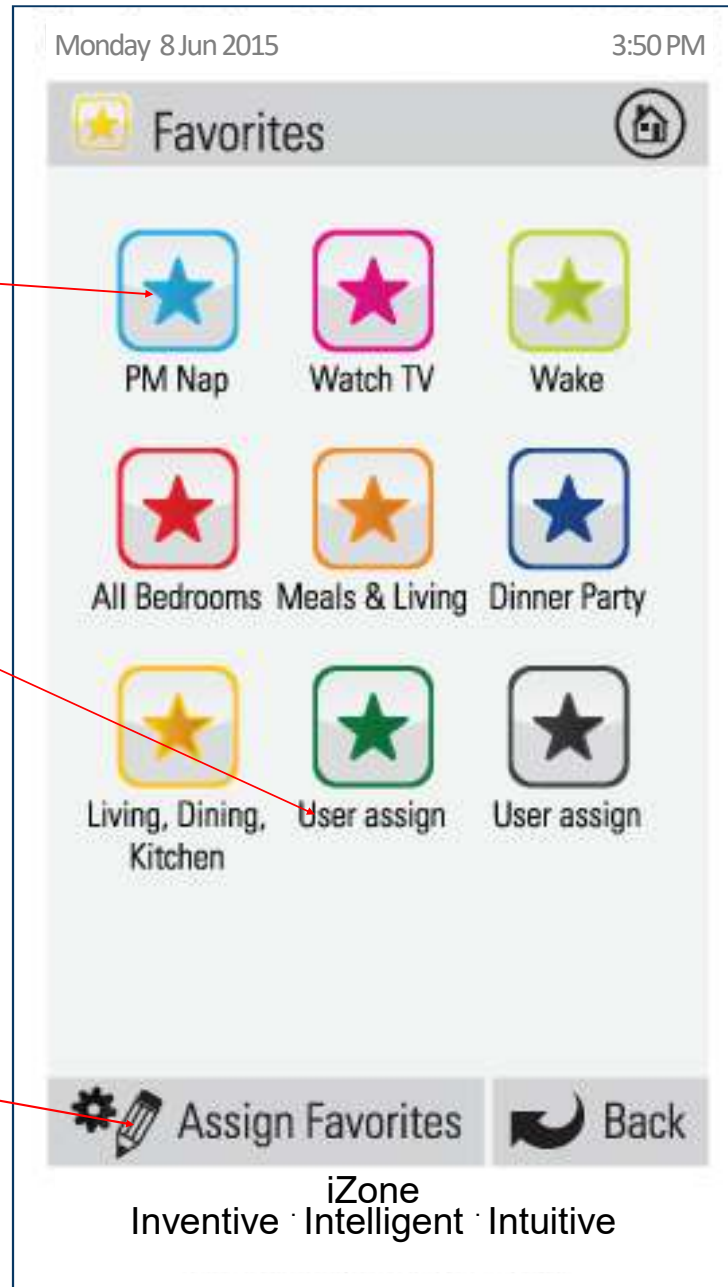 Monday 8 Jun 2015 3:50 PM
Favorites
PM Nap Watch TV Wake
All Bedrooms Meals & Living Dinner Party
Living, Dining, User assign User assign
Kitchen
Assign Favorites Back
iZone
Inventive · Intelligent · Intuitive